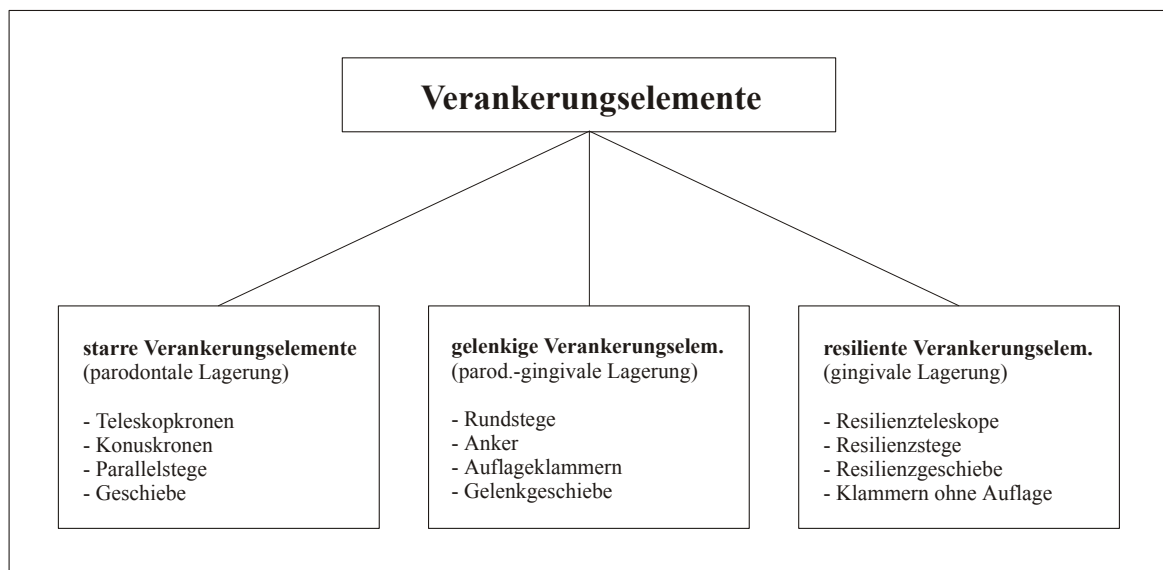 Verankerungselemente
starre Verankerungselemente
(parodontale Lagerung)
- Teleskopkronen
- Konuskronen
- Parallelstege
- Geschiebe
gelenkige Verankerungselem.
(parod.-gingivale Lagerung)
- Rundstege
- Anker
- Auflageklammern
- Gelenkgeschiebe
resiliente Verankerungselem.
(gingivale Lagerung)
- Resilienzteleskope
- Resilienzstege
- Resilienzgeschiebe
- Klammern ohne Auflage